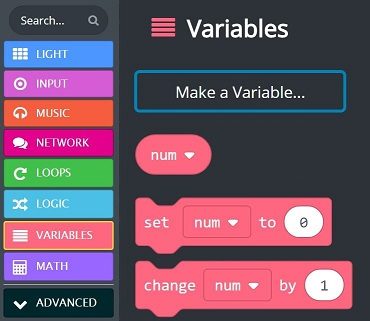 Search...
LIGHT
INPUT
MUSIC
NETWORK
LOOPS
LOGIC
VARIABLES
MATH
ADVANCED
Variables
Make a Variable...
num
set num to 0
change num by 1